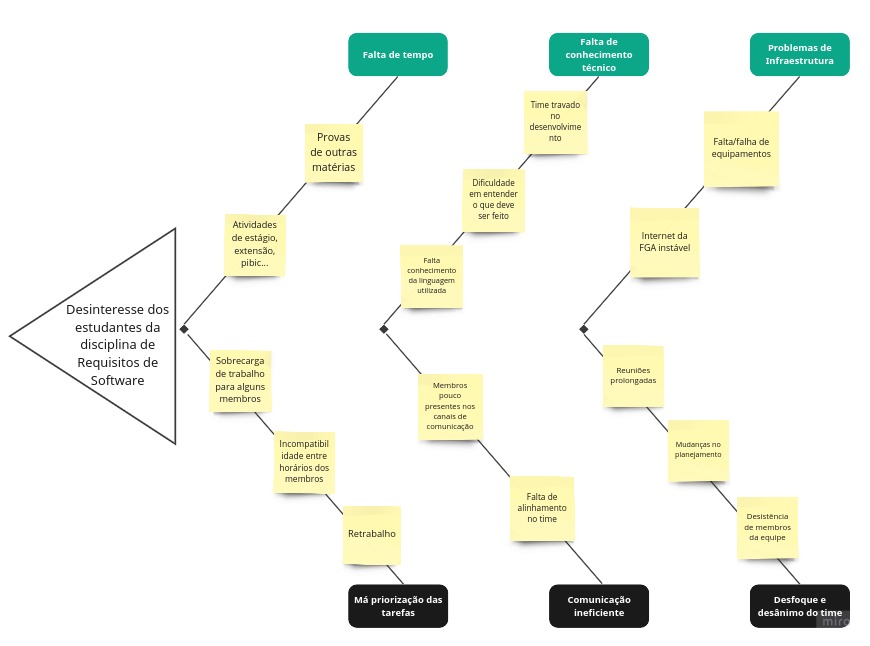 Falta de tempo
Falta de
conhecimento
técnico
Problemas de
Infraestrutura
Provas
de outras
matérias
Atividades
de estágio,
extensão,
pibic...
Time travado
no
desenvolvime
nto
Dificuldade
em entender
o que deve
ser feito
Falta
conhecimento
da linguagem
utilizada
Falta/falha de
equipamentos
Internet da
FGA instável
Desinteresse dos
estudantes da
disciplina de
Requisitos de
Software
Sobrecarga
de trabalho
para alguns
membros
Incompatibil
idade entre
horários dos
membros
Retrabalho
Membros
pouco
presentes nos
canais de
comunicação
Falta de
alinhamento
no time
Reuniões
prolongadas
Mudanças no
planejamento
Desistência
de membros
da equipe
Má priorização das
tarefas
Comunicação
ineficiente
Desfoque e
desânimo do time
miro